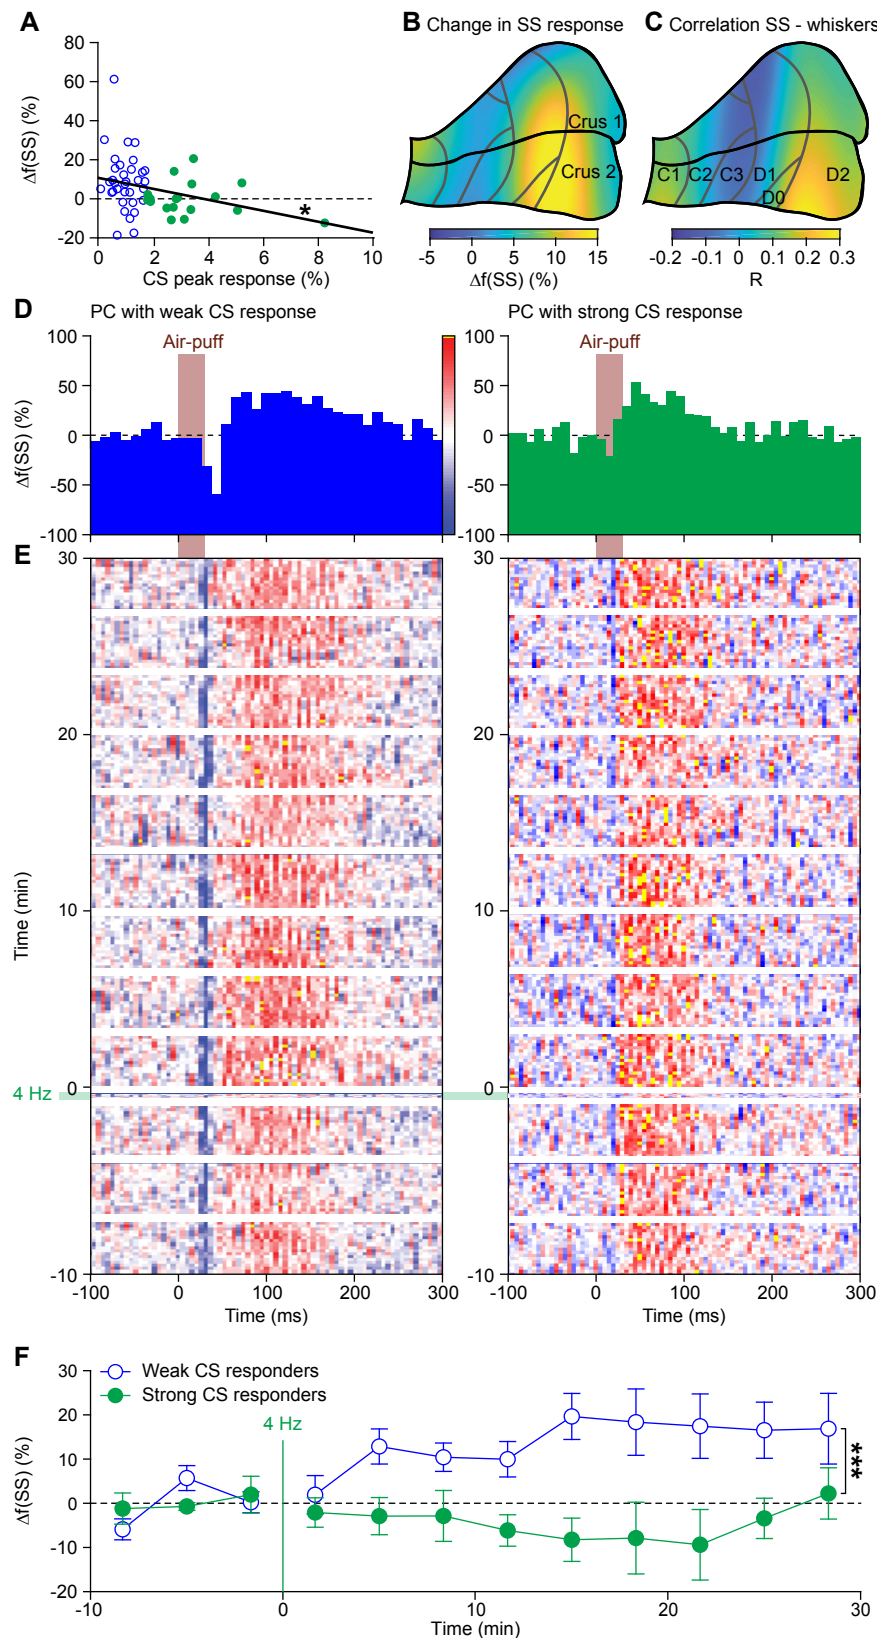 A
80
60
40
20
0
-20
Δf(SS) (%)
*
0 2 4 6 8 10
CS peak response (%)
B Change in SS response
Crus 1
Crus 2
-5 0 5 10 15
Δf(SS) (%)
C Correlation SS - whiskers
C1 C2 C3 D1 D2
D0
-0.2 -0.1 0 0.1 0.2 0.3
R
D PC with weak CS response
Air-puff
100
50
0
-50
-100
Δf(SS) (%)
PC with strong CS response
Air-puff
100
50
0
-50
-100
E
30
20
10
0
-10
Time (min)
4 Hz
-100 0 100 200 300
Time (ms)
30
20
10
0
-10
-100 0 100 200 300
Time (ms)
F
30
20
10
0
-10
-20
Δf(SS) (%)
Weak CS responders
Strong CS responders
4 Hz
***
-10 0 10 20 30
Time (min)